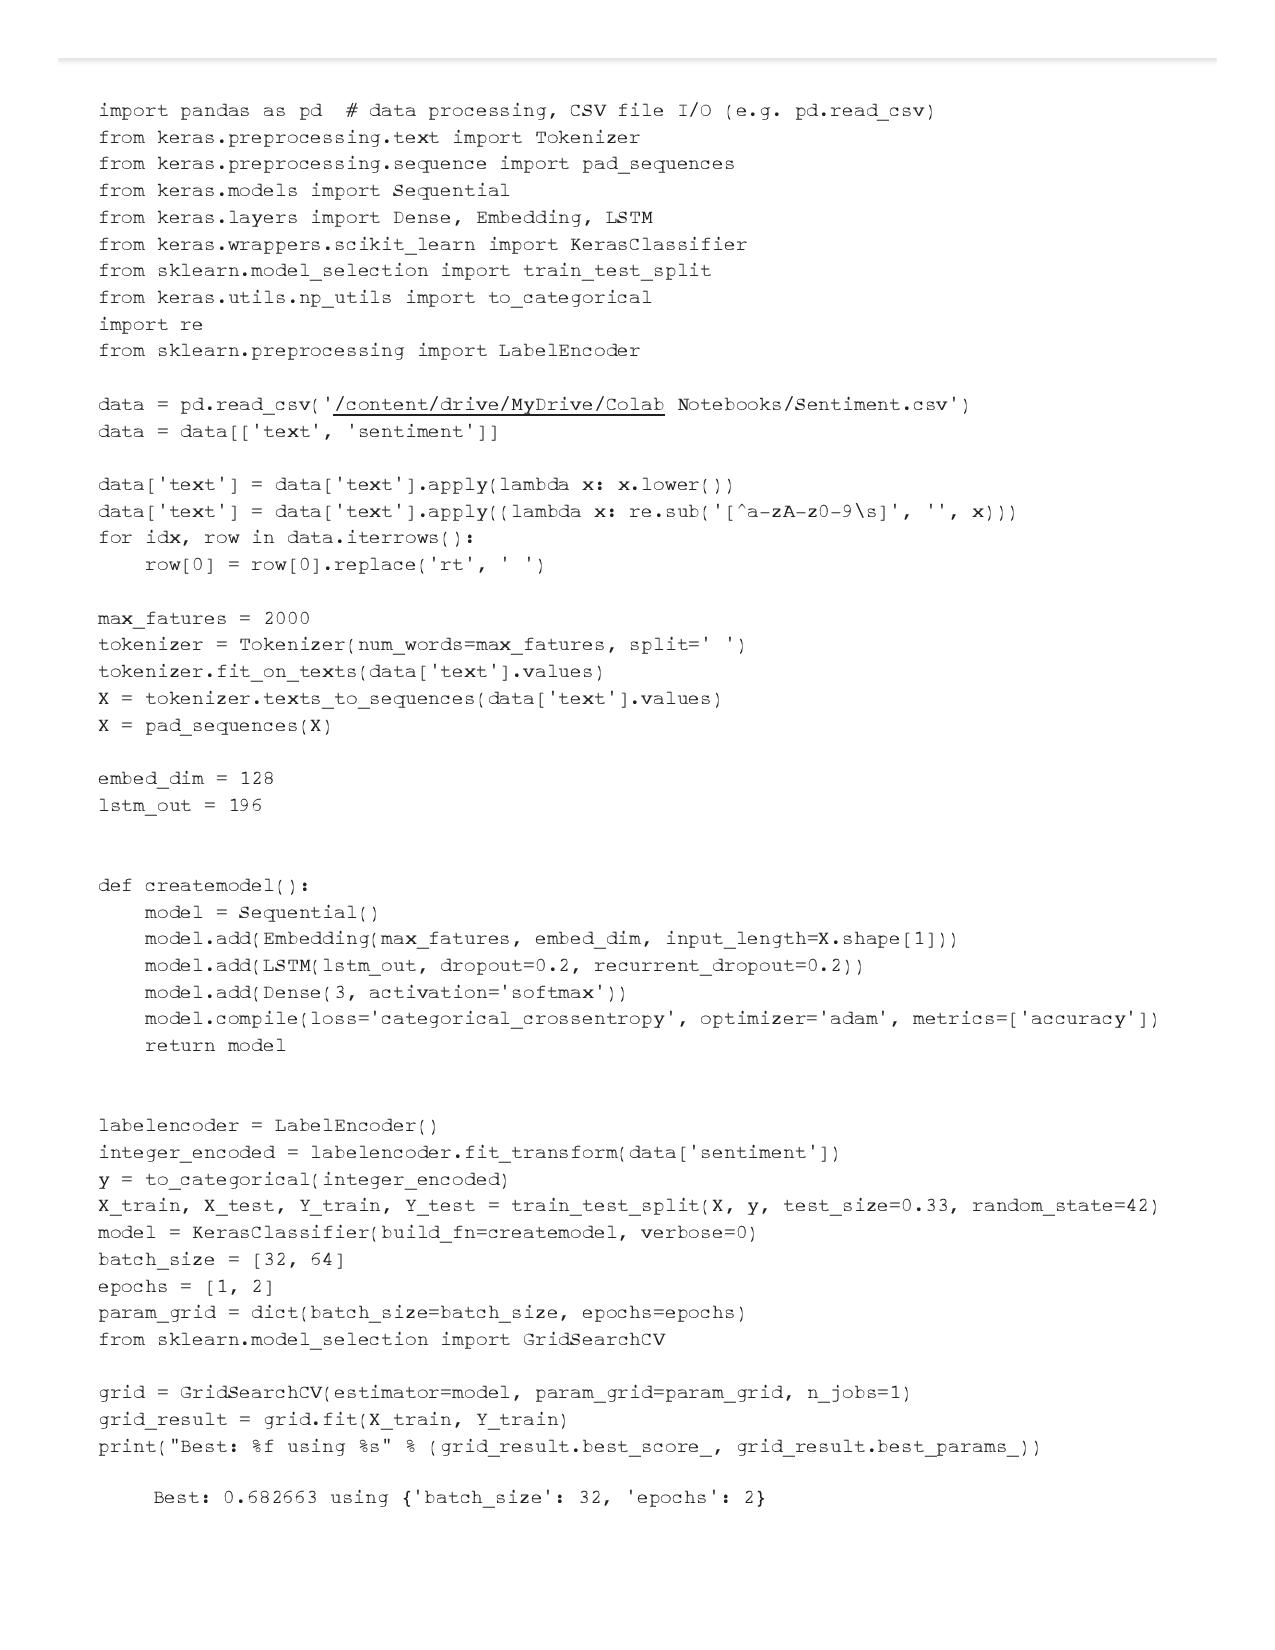 import pandas as pd  # data processing, CSV file I/O (e.g. pd.read_csv)
from keras.preprocessing.text import Tokenizer
from keras.preprocessing.sequence import pad_sequences
from keras.models import Sequential
from keras.layers import Dense, Embedding, LSTM
from keras.wrappers.scikit_learn import KerasClassifier
from sklearn.model_selection import train_test_split
from keras.utils.np_utils import to_categorical
import re
from sklearn.preprocessing import LabelEncoder

data = pd.read_csv('/content/drive/MyDrive/Colab Notebooks/Sentiment.csv')
data = data[['text', 'sentiment']]

data['text'] = data['text'].apply(lambda x: x.lower())
data['text'] = data['text'].apply((lambda x: re.sub('[^a-zA-z0-9\s]', '', x)))
for idx, row in data.iterrows():
    row[0] = row[0].replace('rt', ' ')

max_fatures = 2000
tokenizer = Tokenizer(num_words=max_fatures, split=' ')
tokenizer.fit_on_texts(data['text'].values)
X = tokenizer.texts_to_sequences(data['text'].values)
X = pad_sequences(X)

embed_dim = 128
lstm_out = 196

def createmodel():
    model = Sequential()
    model.add(Embedding(max_fatures, embed_dim, input_length=X.shape[1]))
    model.add(LSTM(lstm_out, dropout=0.2, recurrent_dropout=0.2))
    model.add(Dense(3, activation='softmax'))
    model.compile(loss='categorical_crossentropy', optimizer='adam', metrics=['accuracy'])
    return model

labelencoder = LabelEncoder()
integer_encoded = labelencoder.fit_transform(data['sentiment'])
y = to_categorical(integer_encoded)
X_train, X_test, Y_train, Y_test = train_test_split(X, y, test_size=0.33, random_state=42)
model = KerasClassifier(build_fn=createmodel, verbose=0)
batch_size = [32, 64]
epochs = [1, 2]
param_grid = dict(batch_size=batch_size, epochs=epochs)
from sklearn.model_selection import GridSearchCV

grid = GridSearchCV(estimator=model, param_grid=param_grid, n_jobs=1)
grid_result = grid.fit(X_train, Y_train)
print("Best: %f using %s" % (grid_result.best_score_, grid_result.best_params_))

Best: 0.682663 using {'batch_size': 32, 'epochs': 2}